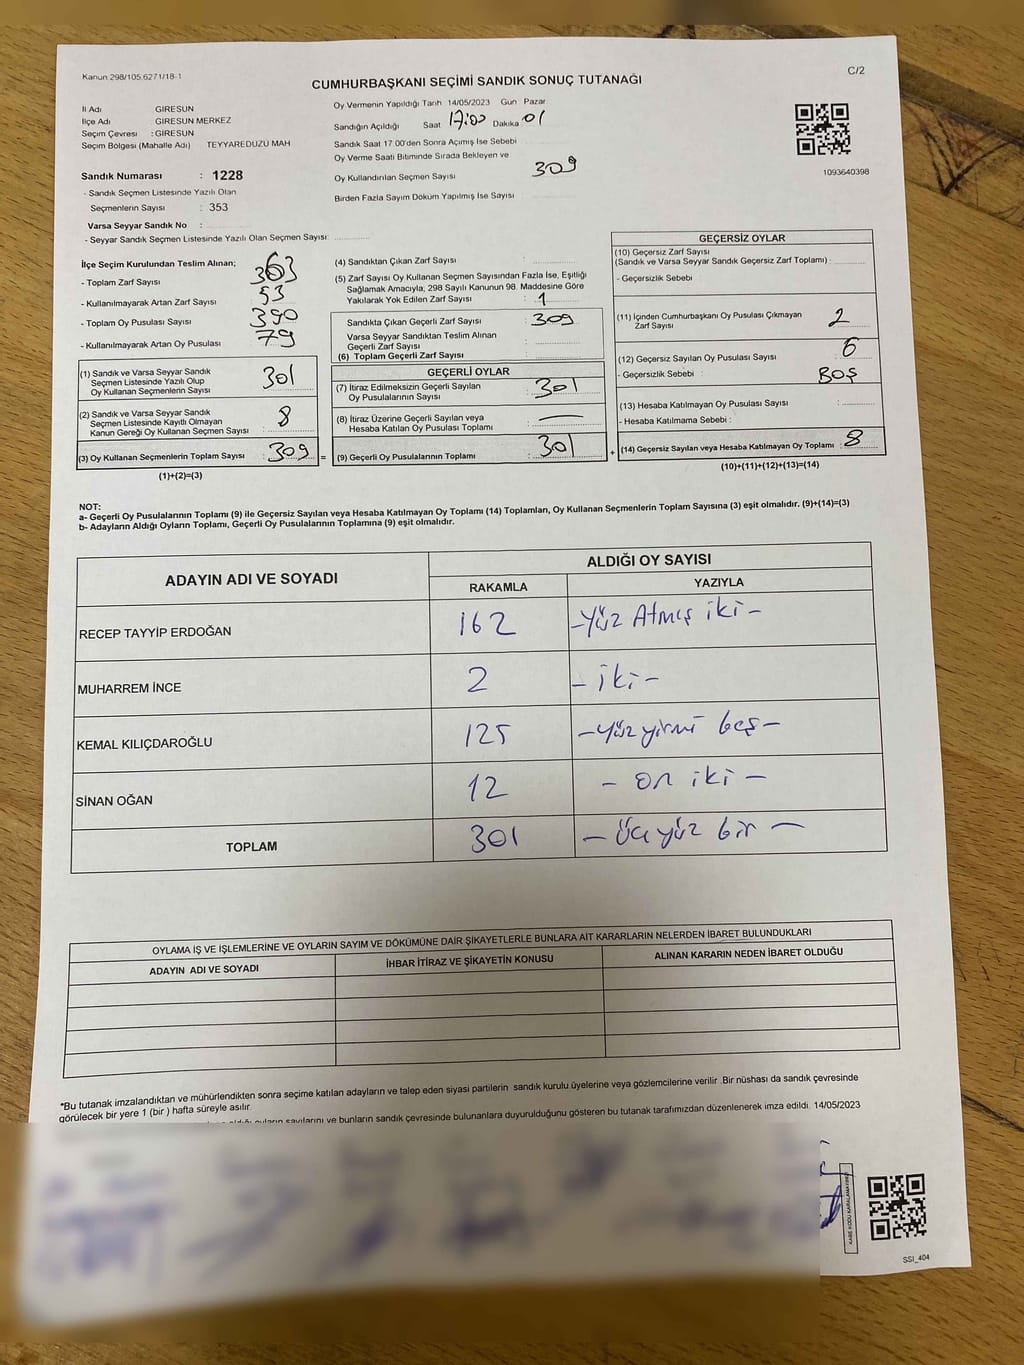 Kanun 298/105.6271/18-1
C/2
CUMHURBAŞKANI SEÇİMİ SANDIK SONUÇ TUTANAĞI
İl Adı GİRESUN
İlçe Adı GİRESUN MERKEZ
Seçim Çevresi : GİRESUN
Seçim Bölgesi (Mahalle Adı) TEYYAREDÜZÜ MAH
Sandık Numarası : 1228
- Sandık Seçmen Listesinde Yazılı Olan
Seçmenlerin Sayısı : 353
Varsa Seyyar Sandık No :
- Seyyar Sandık Seçmen Listesinde Yazılı Olan Seçmen Sayısı:
Oy Vermenin Yapıldığı Tarih 14/05/2023 Gün : Pazar
Sandığın Açıldığı Saat 17:00 Dakika 01
Sandık Saat 17.00'den Sonra Açımış İse Sebebi
Oy Verme Saati Bitiminde Sırada Bekleyen ve
Oy Kullandırılan Seçmen Sayısı 309
Birden Fazla Sayım Döküm Yapılmış İse Sayısı
1093640398
İlçe Seçim Kurulundan Teslim Alınan;
- Toplam Zarf Sayısı 363
- Kullanılmayarak Artan Zarf Sayısı 53
- Toplam Oy Pusulası Sayısı
- Kullanılmayarak Artan Oy Pusulası 79
(1) Sandık ve Varsa Seyyar Sandık
Seçmen Listesinde Yazılı Olup
Oy Kullanan Seçmenlerin Sayısı 301
(2) Sandık ve Varsa Seyyar Sandık
Seçmen Listesinde Kayıtlı Olmayan
Kanun Gereği Oy Kullanan Seçmen Sayısı : 8
(3) Oy Kullanan Seçmenlerin Toplam Sayısı : 309 =
(1)+(2)=(3)
(4) Sandıktan Çıkan Zarf Sayısı :
(5) Zarf Sayısı Oy Kullanan Seçmen Sayısından Fazla İse, Eşitliği
Sağlamak Amacıyla; 298 Sayılı Kanunun 98. Maddesine Göre
Yakılarak Yok Edilen Zarf Sayısı : 1
Sandıkta Çıkan Geçerli Zarf Sayısı : 309
Varsa Seyyar Sandıktan Teslim Alınan
Geçerli Zarf Sayısı :
(6) Toplam Geçerli Zarf Sayısı :
GEÇERLİ OYLAR
(7) İtiraz Edilmeksizin Geçerli Sayılan
Oy Pusulalarının Sayısı : 301
(8) İtiraz Üzerine Geçerli Sayılan veya
Hesaba Katılan Oy Pusulası Toplamı : —
(9) Geçerli Oy Pusulalarının Toplamı : 301 +
GEÇERSİZ OYLAR
(10) Geçersiz Zarf Sayısı
(Sandık ve Varsa Seyyar Sandık Geçersiz Zarf Toplamı) :
- Geçersizlik Sebebi :
(11) İçinden Cumhurbaşkanı Oy Pusulası Çıkmayan
Zarf Sayısı : 2
(12) Geçersiz Sayılan Oy Pusulası Sayısı : 6
- Geçersizlik Sebebi : BOŞ
(13) Hesaba Katılmayan Oy Pusulası Sayısı :
- Hesaba Katılmama Sebebi :
(14) Geçersiz Sayılan veya Hesaba Katılmayan Oy Toplamı : 8
(10)+(11)+(12)+(13)=(14)
NOT:
a- Geçerli Oy Pusulalarının Toplamı (9) ile Geçersiz Sayılan veya Hesaba Katılmayan Oy Toplamı (14) Toplamları, Oy Kullanan Seçmenlerin Toplam Sayısına (3) eşit olmalıdır. (9)+(14)=(3)
b- Adayların Aldığı Oyların Toplamı, Geçerli Oy Pusulalarının Toplamına (9) eşit olmalıdır.
ADAYIN ADI VE SOYADI ALDIĞI OY SAYISI
RAKAMLA YAZIYLA
RECEP TAYYİP ERDOĞAN 162 -Yüz Atmış iki-
MUHARREM İNCE 2 - iki -
KEMAL KILIÇDAROĞLU 125 -yüz yirmi beş-
SİNAN OĞAN 12 - on iki -
TOPLAM 301 - üç yüz bir -
OYLAMA İŞ VE İŞLEMLERİNE VE OYLARIN SAYIM VE DÖKÜMÜNE DAİR ŞİKAYETLERLE BUNLARA AİT KARARLARIN NELERDEN İBARET BULUNDUKLARI
ADAYIN ADI VE SOYADI İHBAR İTİRAZ VE ŞİKAYETİN KONUSU ALINAN KARARIN NEDEN İBARET OLDUĞU
*Bu tutanak imzalandıktan ve mühürlendikten sonra seçime katılan adayların ve talep eden siyasi partilerin sandık kurulu üyelerine veya gözlemcilerine verilir .Bir nüshası da sandık çevresinde
görülecek bir yere 1 (bir ) hafta süreyle asılır.
oyların sayılarını ve bunların sandık çevresinde bulunanlara duyurulduğunu gösteren bu tutanak tarafımızdan düzenlenerek imza edildi. 14/05/2023
KARE KODU KARALAMAYINIZ
SSI_404